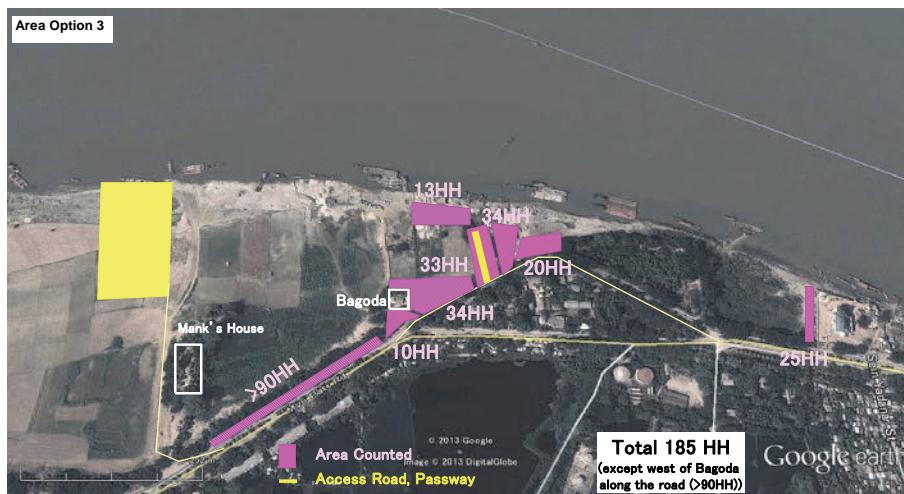 Area Option 3
13HH
34HH
33HH
20HH
Bagoda
34HH
Mank's House
10HH
25HH
>90HH
© 2013 Google
Image © 2013 DigitalGlobe
Area Counted
Access Road, Passway
Total 185 HH
(except west of Bagoda
along the road (>90HH))
Google earth